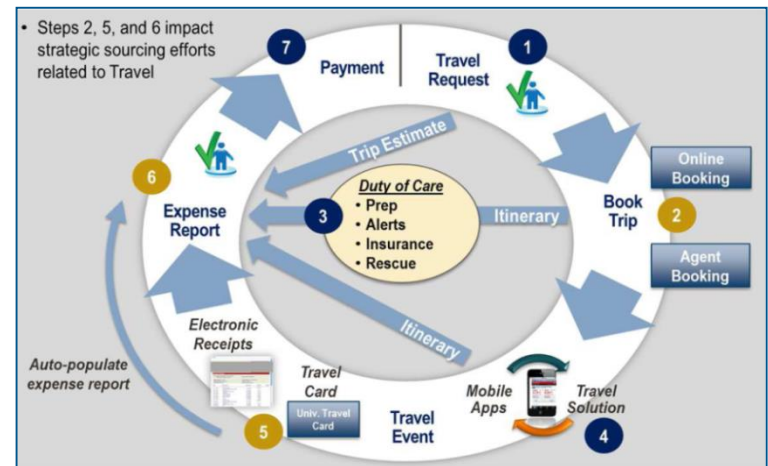 • Steps 2, 5, and 6 impact
strategic sourcing efforts
related to Travel
7
Payment
1
Travel
Request
Trip Estimate
Online
Booking
6
Expense
Report
3
Duty of Care
• Prep
• Alerts
• Insurance
• Rescue
Itinerary
Book
Trip
2
Agent
Booking
Itinerary
Electronic
Receipts
Auto-populate
expense report
Travel
Card
Univ. Travel
Card
5
Travel
Event
Mobile
Apps
Travel
Solution
4